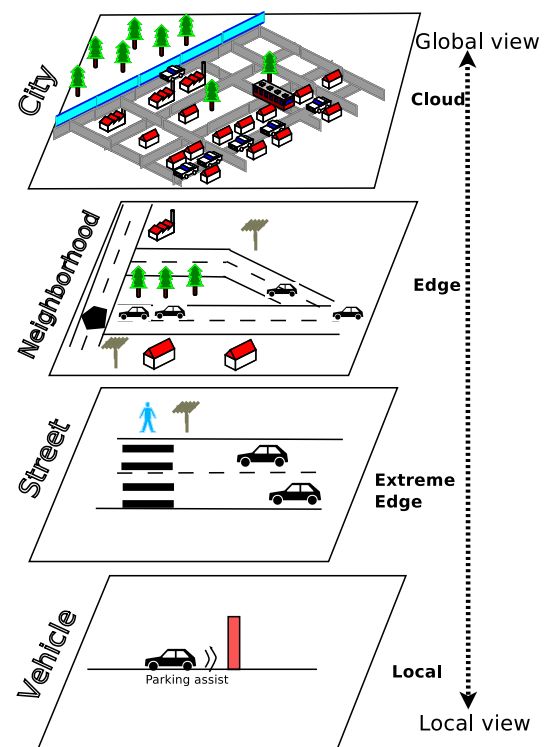 Global view
City
Cloud
Neighborhood
Edge
Street
Extreme
Edge
Vehicle
Parking assist
Local
Local view